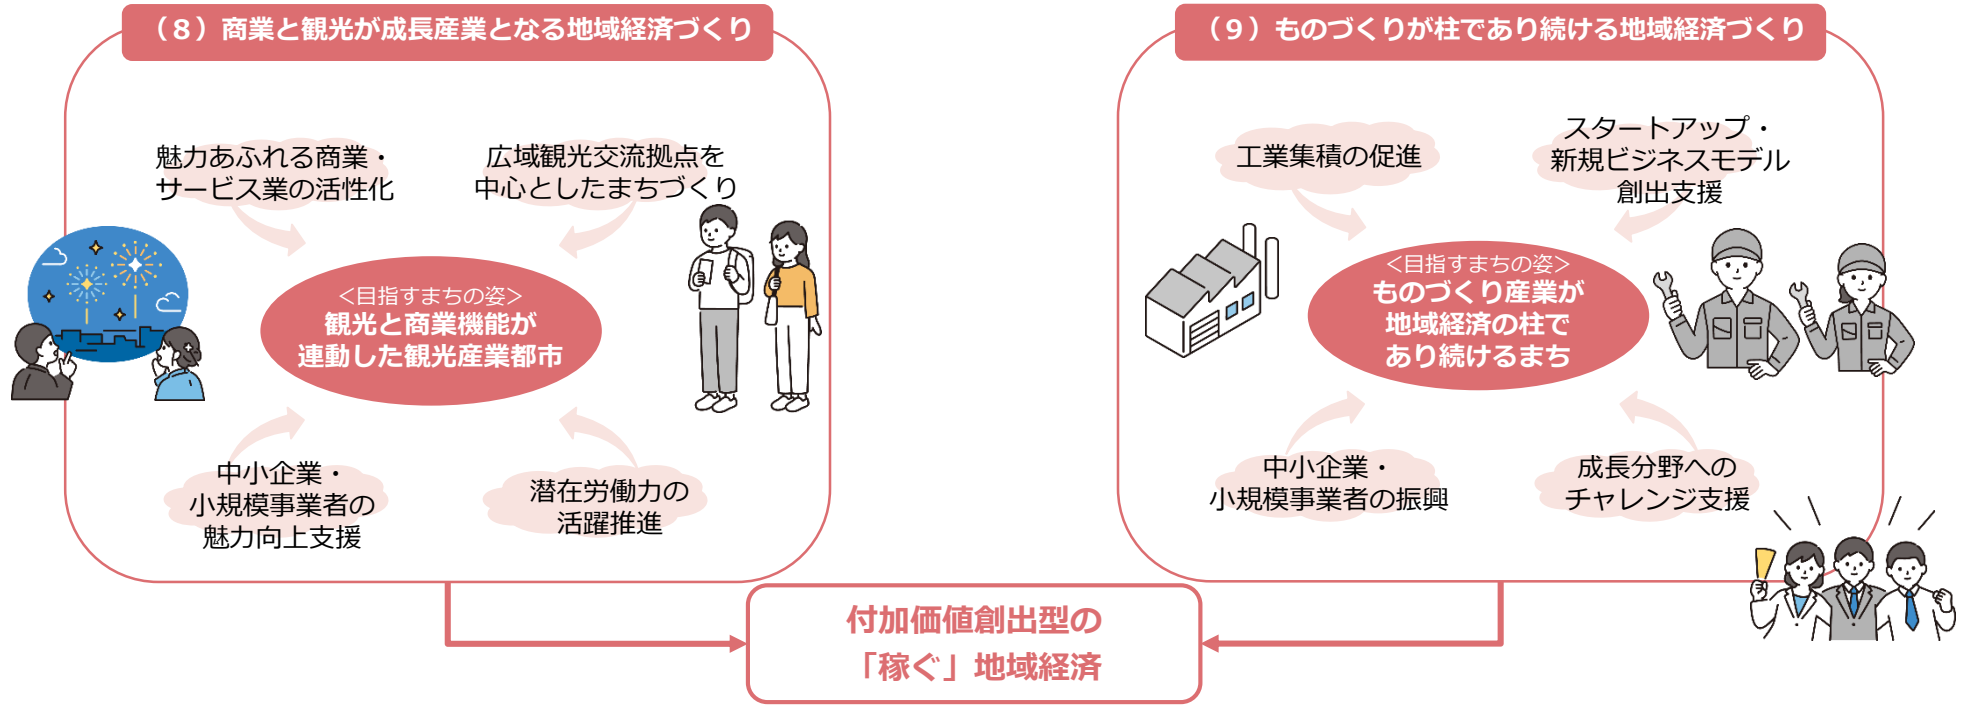 （８）商業と観光が成長産業となる地域経済づくり
魅力あふれる商業・
サービス業の活性化
広域観光交流拠点を
中心としたまちづくり
＜目指すまちの姿＞
観光と商業機能が
連動した観光産業都市
中小企業・
小規模事業者の
魅力向上支援
潜在労働力の
活躍推進
（９）ものづくりが柱であり続ける地域経済づくり
工業集積の促進
スタートアップ・
新規ビジネスモデル
創出支援
＜目指すまちの姿＞
ものづくり産業が
地域経済の柱で
あり続けるまち
中小企業・
小規模事業者の振興
成長分野への
チャレンジ支援
付加価値創出型の
「稼ぐ」地域経済